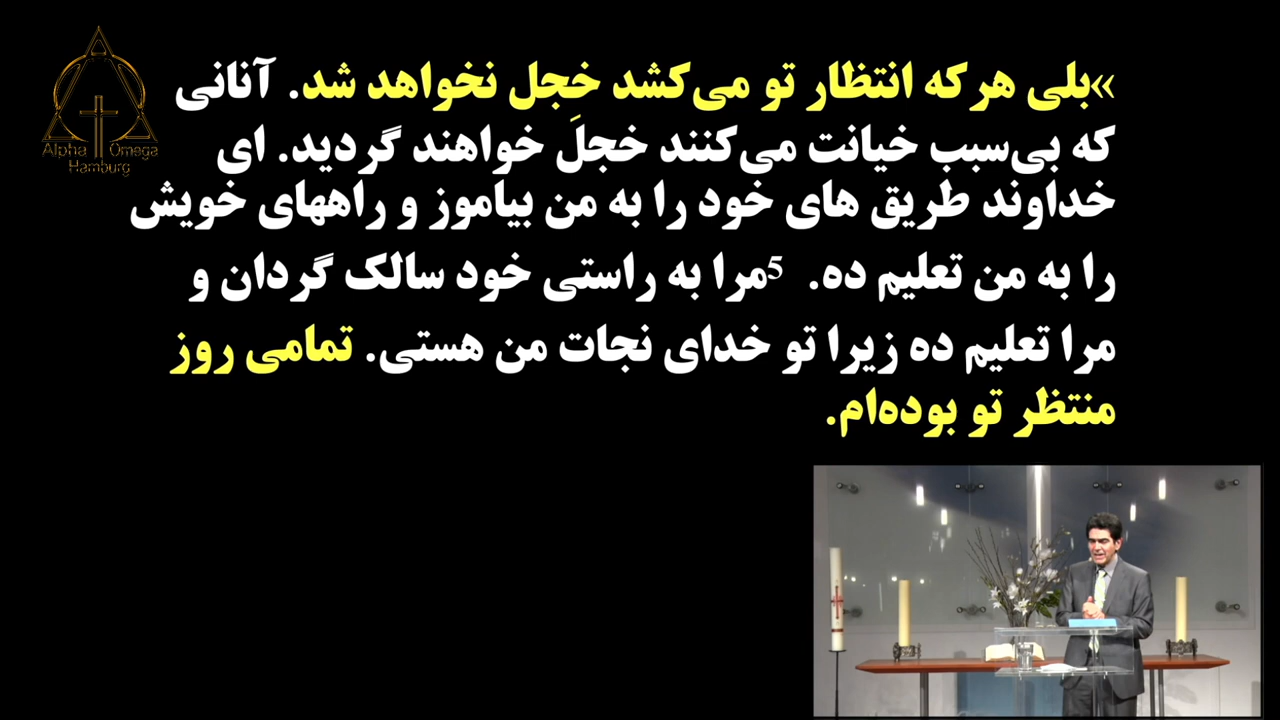 Alpha Omega
Hamburg
»بلی هرکه انتظار تو می‌کشد خجل نخواهد شد. آنانی
که بی‌سبب خیانت می‌کنند خجلَ خواهند گردید. ای
خداوند طریق های خود را به من بیاموز و راههای خویش
را به من تعلیم ده. 5مرا به راستی خود سالک گردان و
مرا تعلیم ده زیرا تو خدای نجات من هستی. تمامی روز
منتظر تو بوده‌ام.